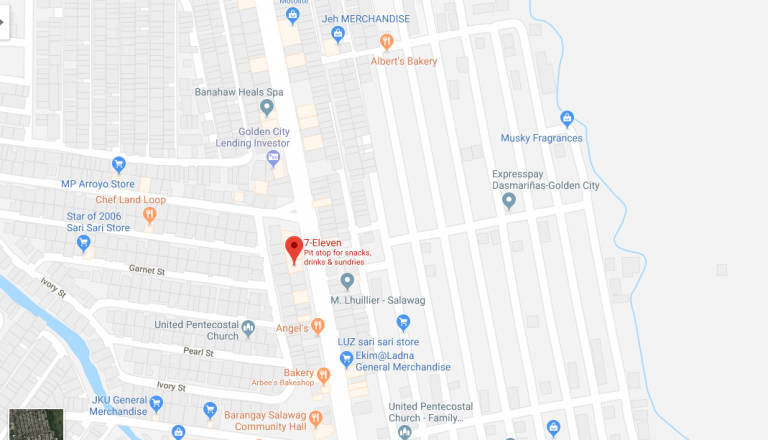 Motolite
Jeh MERCHANDISE
Albert's Bakery
Banahaw Heals Spa
Musky Fragrances
Golden City
Lending Investor
MP Arroyo Store
Expresspay
Dasmariñas-Golden City
Chef Land Loop
Star of 2006
Sari Sari Store
7-Eleven
Pit stop for snacks,
drinks & sundries
Garnet St
Ivory St
M. Lhuillier - Salawag
United Pentecostal
Church
Angel's
LUZ sari sari store
Pearl St
Ekim@Ladna
General Merchandise
Bakery
Arbee's Bakeshop
Ivory St
JKU General
Merchandise
Barangay Salawag
Community Hall
United Pentecostal
Church - Family...